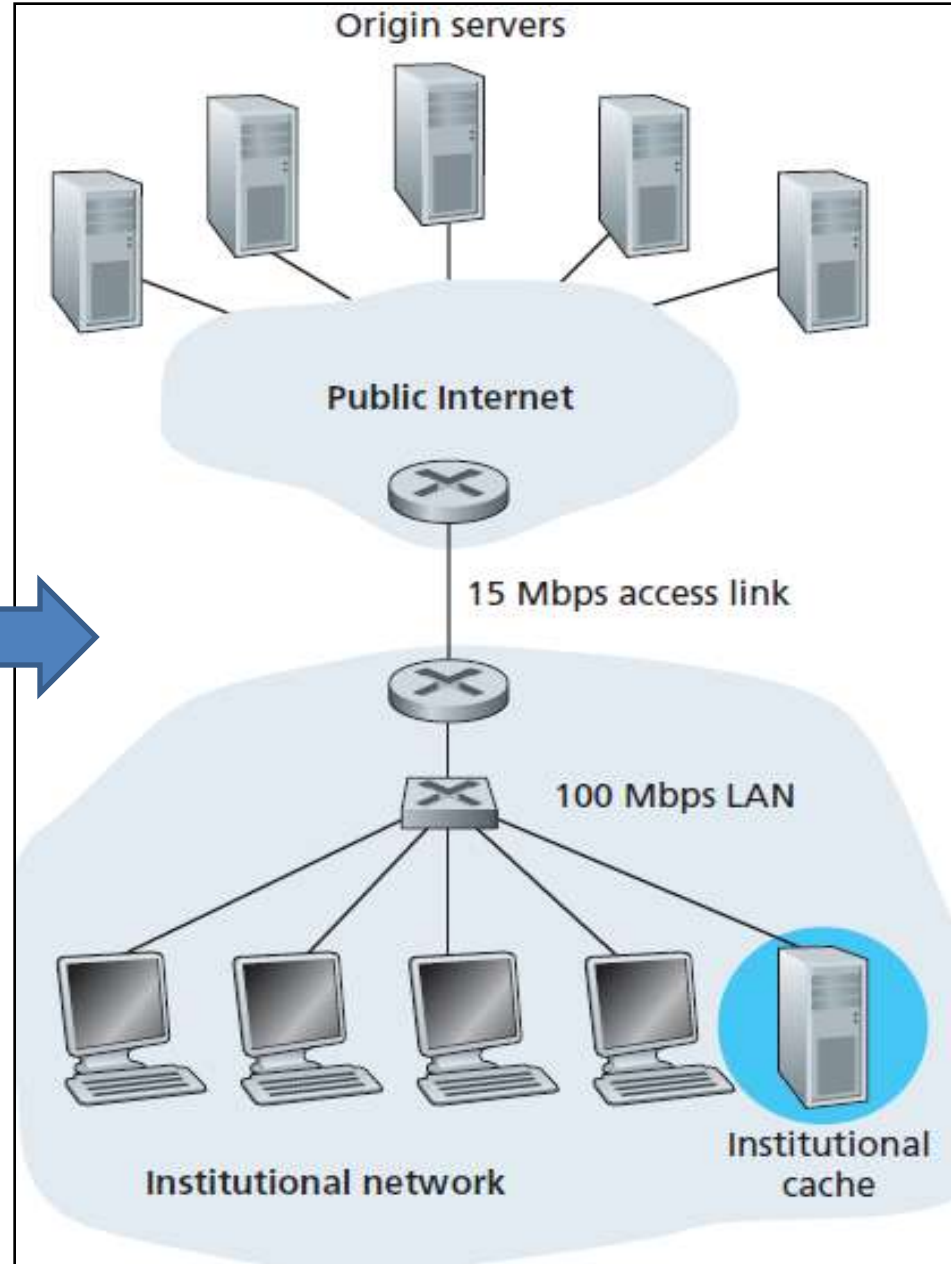 Origin servers
Public Internet
15 Mbps access link
100 Mbps LAN
Institutional network
Institutional
cache